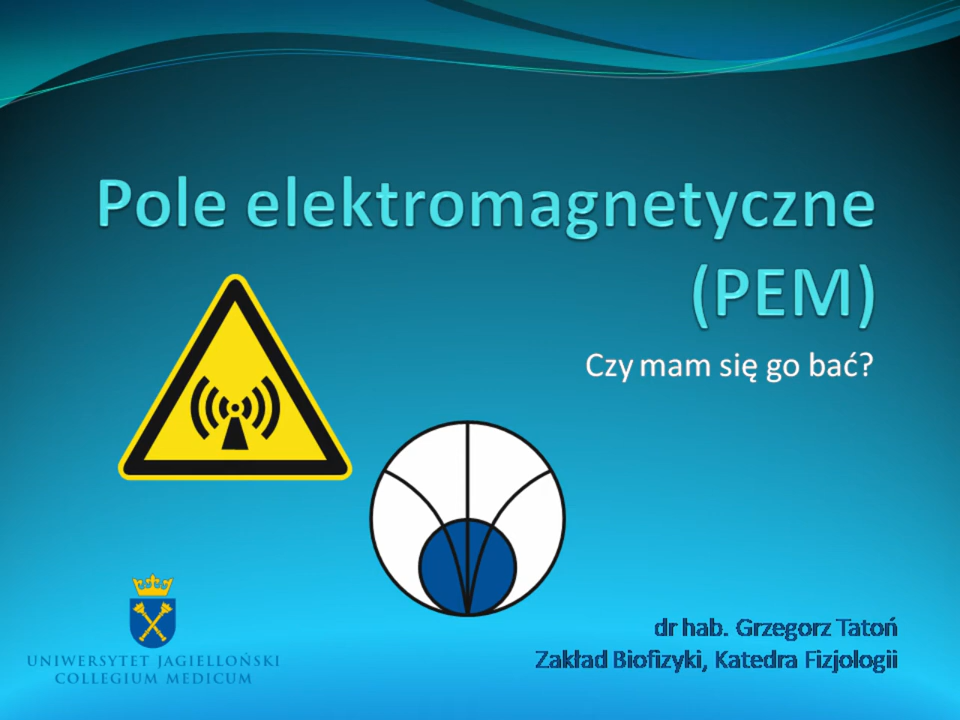 Pole elektromagnetyczne
(PEM)
Czy mam się go bać?
dr hab. Grzegorz Tatoń
Zakład Biofizyki, Katedra Fizjologii
UNIWERSYTET JAGIELLOŃSKI
COLLEGIUM MEDICUM